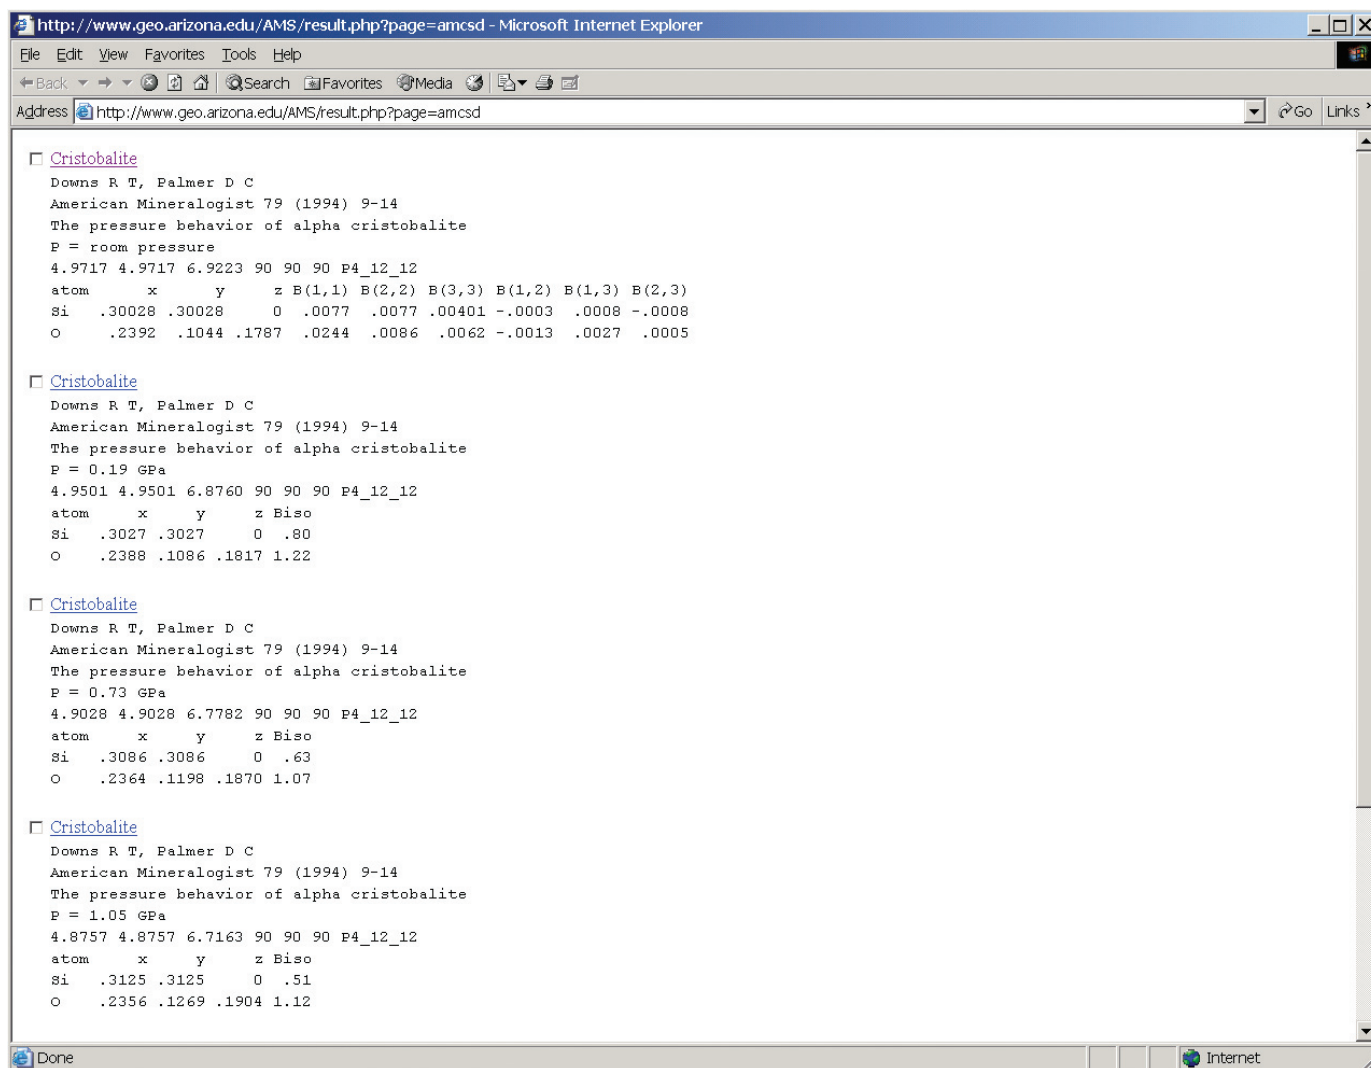 http://www.geo.arizona.edu/AMS/result.php?page=amcsd - Microsoft Internet Explorer
File Edit View Favorites Tools Help
Back Search Favorites Media
Address http://www.geo.arizona.edu/AMS/result.php?page=amcsd Go Links
Cristobalite
Downs R T, Palmer D C
American Mineralogist 79 (1994) 9-14
The pressure behavior of alpha cristobalite
P = room pressure
4.9717 4.9717 6.9223 90 90 90 P4_12_12
atom x y z B(1,1) B(2,2) B(3,3) B(1,2) B(1,3) B(2,3)
Si .30028 .30028 0 .0077 .0077 .00401 -.0003 .0008 -.0008
O .2392 .1044 .1787 .0244 .0086 .0062 -.0013 .0027 .0005
Cristobalite
Downs R T, Palmer D C
American Mineralogist 79 (1994) 9-14
The pressure behavior of alpha cristobalite
P = 0.19 GPa
4.9501 4.9501 6.8760 90 90 90 P4_12_12
atom x y z Biso
Si .3027 .3027 0 .80
O .2388 .1086 .1817 1.22
Cristobalite
Downs R T, Palmer D C
American Mineralogist 79 (1994) 9-14
The pressure behavior of alpha cristobalite
P = 0.73 GPa
4.9028 4.9028 6.7782 90 90 90 P4_12_12
atom x y z Biso
Si .3086 .3086 0 .63
O .2364 .1198 .1870 1.07
Cristobalite
Downs R T, Palmer D C
American Mineralogist 79 (1994) 9-14
The pressure behavior of alpha cristobalite
P = 1.05 GPa
4.8757 4.8757 6.7163 90 90 90 P4_12_12
atom x y z Biso
Si .3125 .3125 0 .51
O .2356 .1269 .1904 1.12
Done Internet